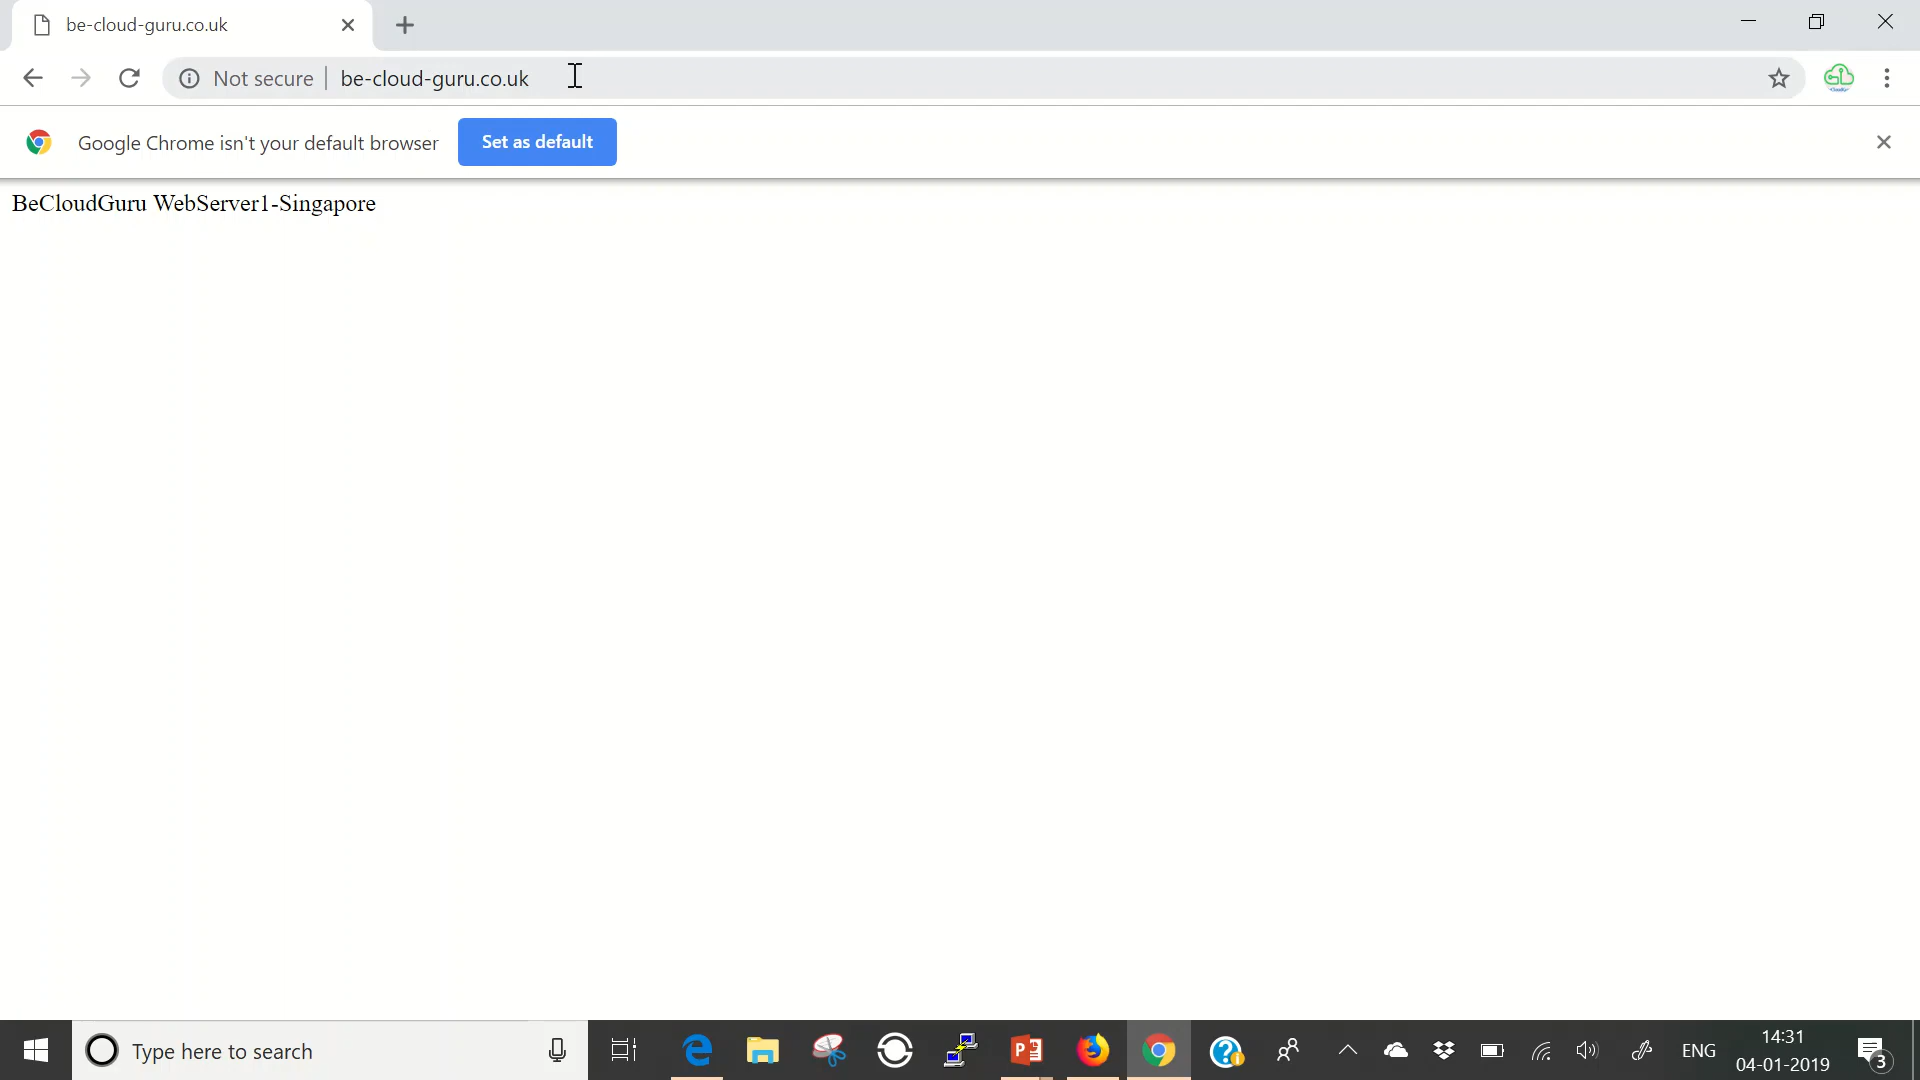 be-cloud-guru.co.uk
Not secure | be-cloud-guru.co.uk
Google Chrome isn't your default browser Set as default
BeCloudGuru WebServer1-Singapore
Type here to search ENG 14:31
04-01-2019 3